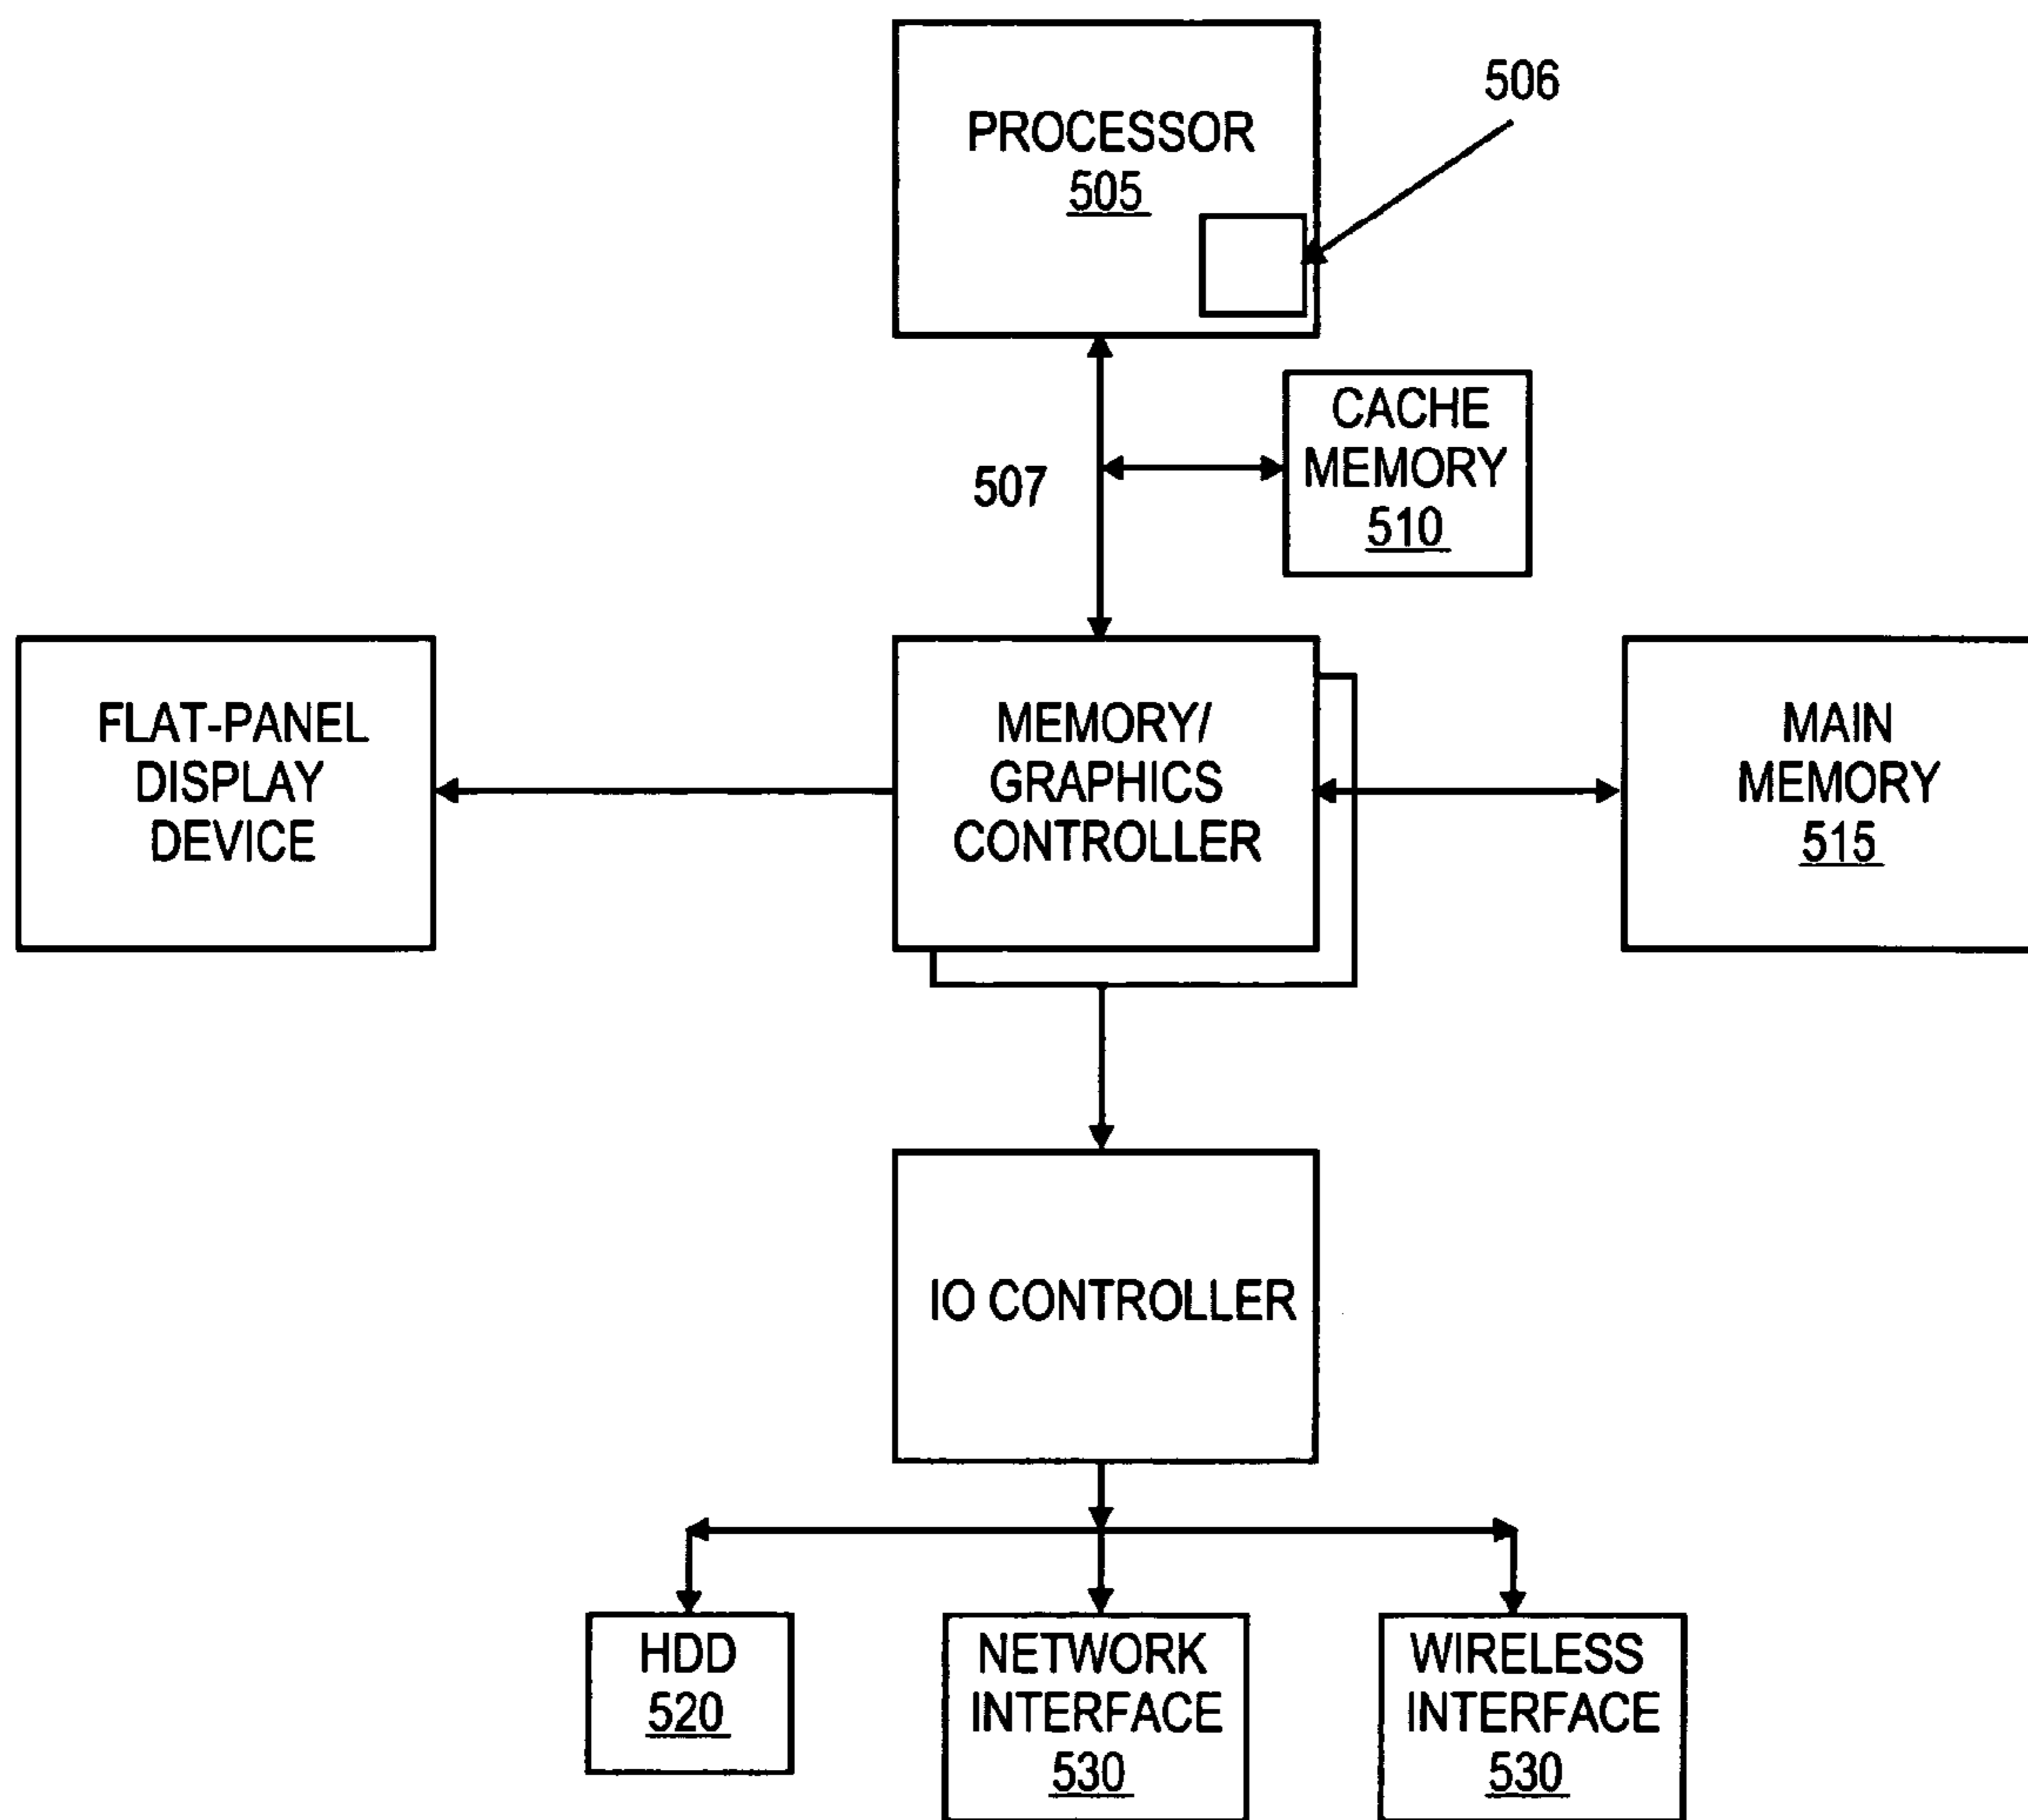 PROCESSOR
505
506
CACHE
MEMORY
510
507
FLAT-PANEL
DISPLAY
DEVICE
MEMORY/
GRAPHICS
CONTROLLER
MAIN
MEMORY
515
IO CONTROLLER
HDD
520
NETWORK
INTERFACE
530
WIRELESS
INTERFACE
530